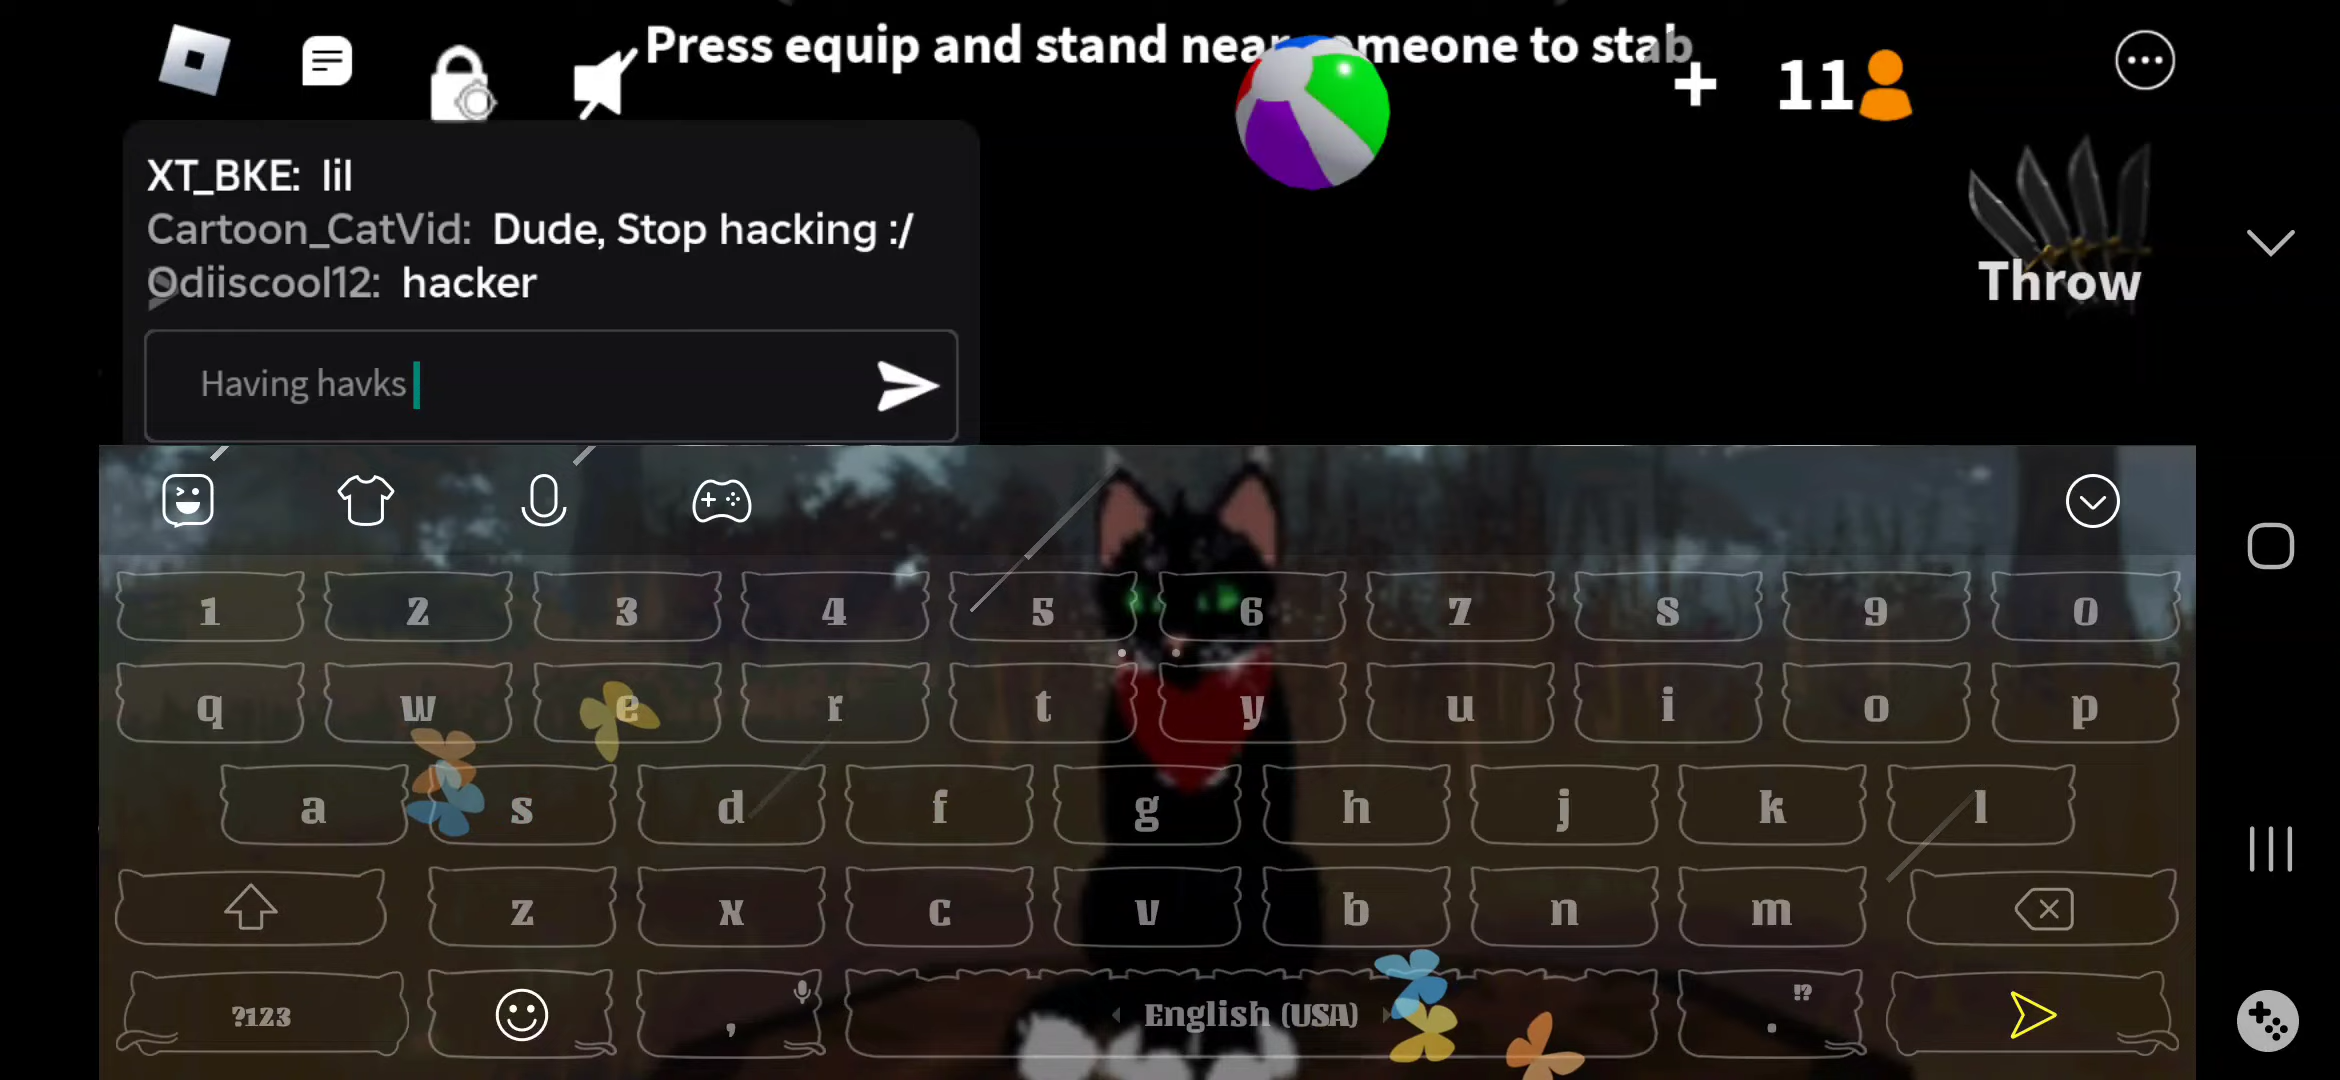 Press equip and stand near someone to stab
11
XT_BKE: lil
Cartoon_CatVid: Dude, Stop hacking :/
Odiiscool12: hacker
Throw
Having havks
1 2 3 4 5 6 7 8 9 0
q w e r t y u i o p
a s d f g h j k l
z x c v b n m
?123 , English (USA) . !?